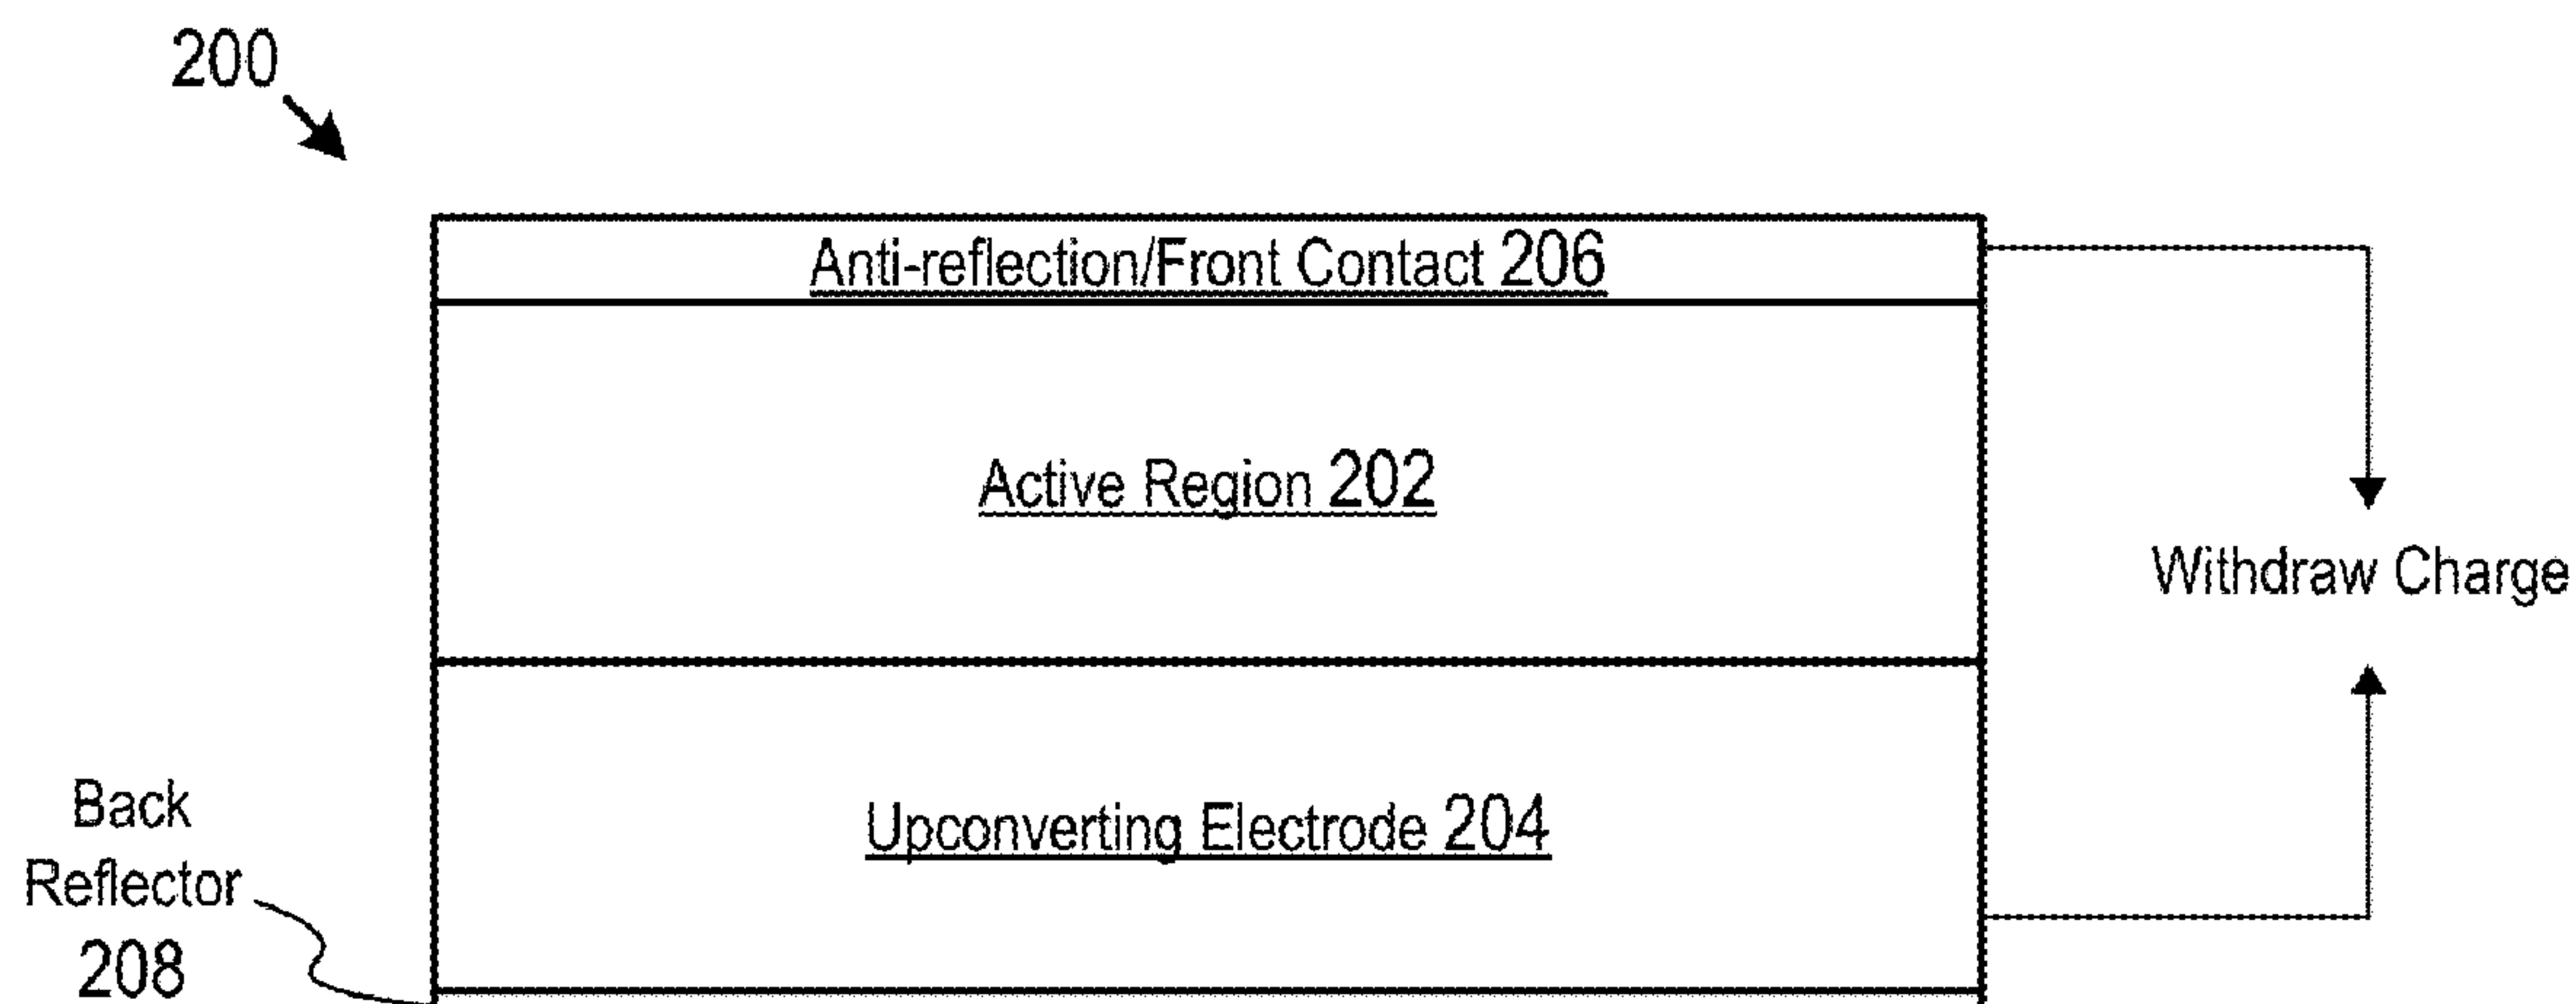 200
Anti-reflection/Front Contact 206
Active Region 202
Withdraw Charge
Upconverting Electrode 204
Back
Reflector
208